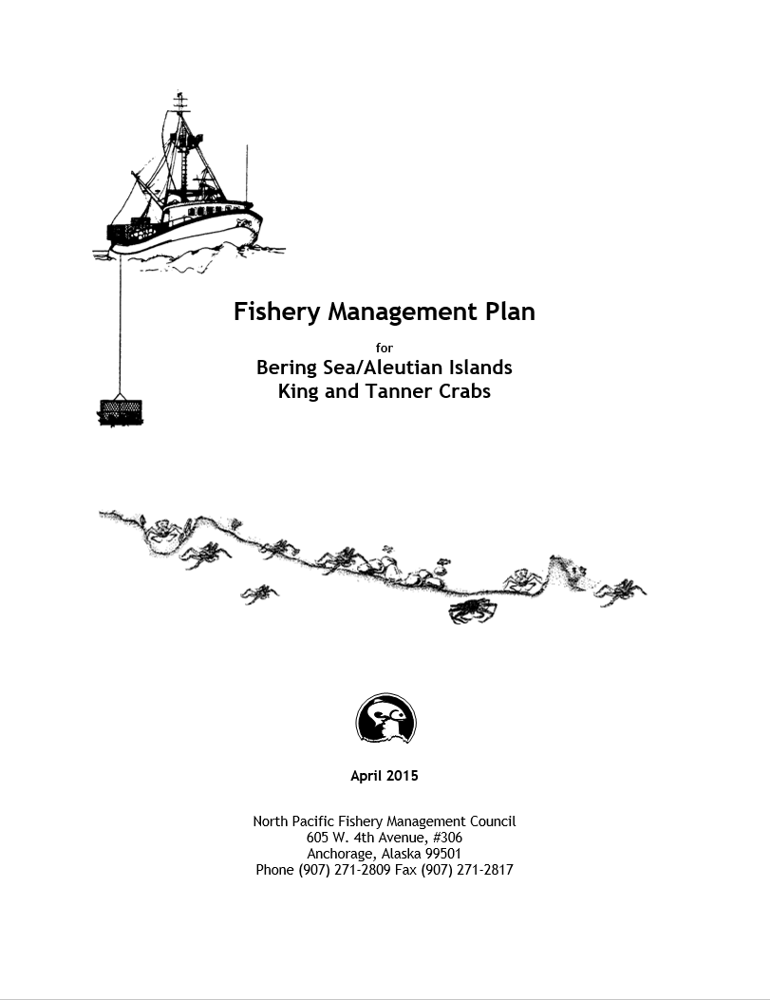 Fishery Management Plan
for
Bering Sea/Aleutian Islands
King and Tanner Crabs
April 2015
North Pacific Fishery Management Council
605 W. 4th Avenue, #306
Anchorage, Alaska 99501
Phone (907) 271-2809 Fax (907) 271-2817